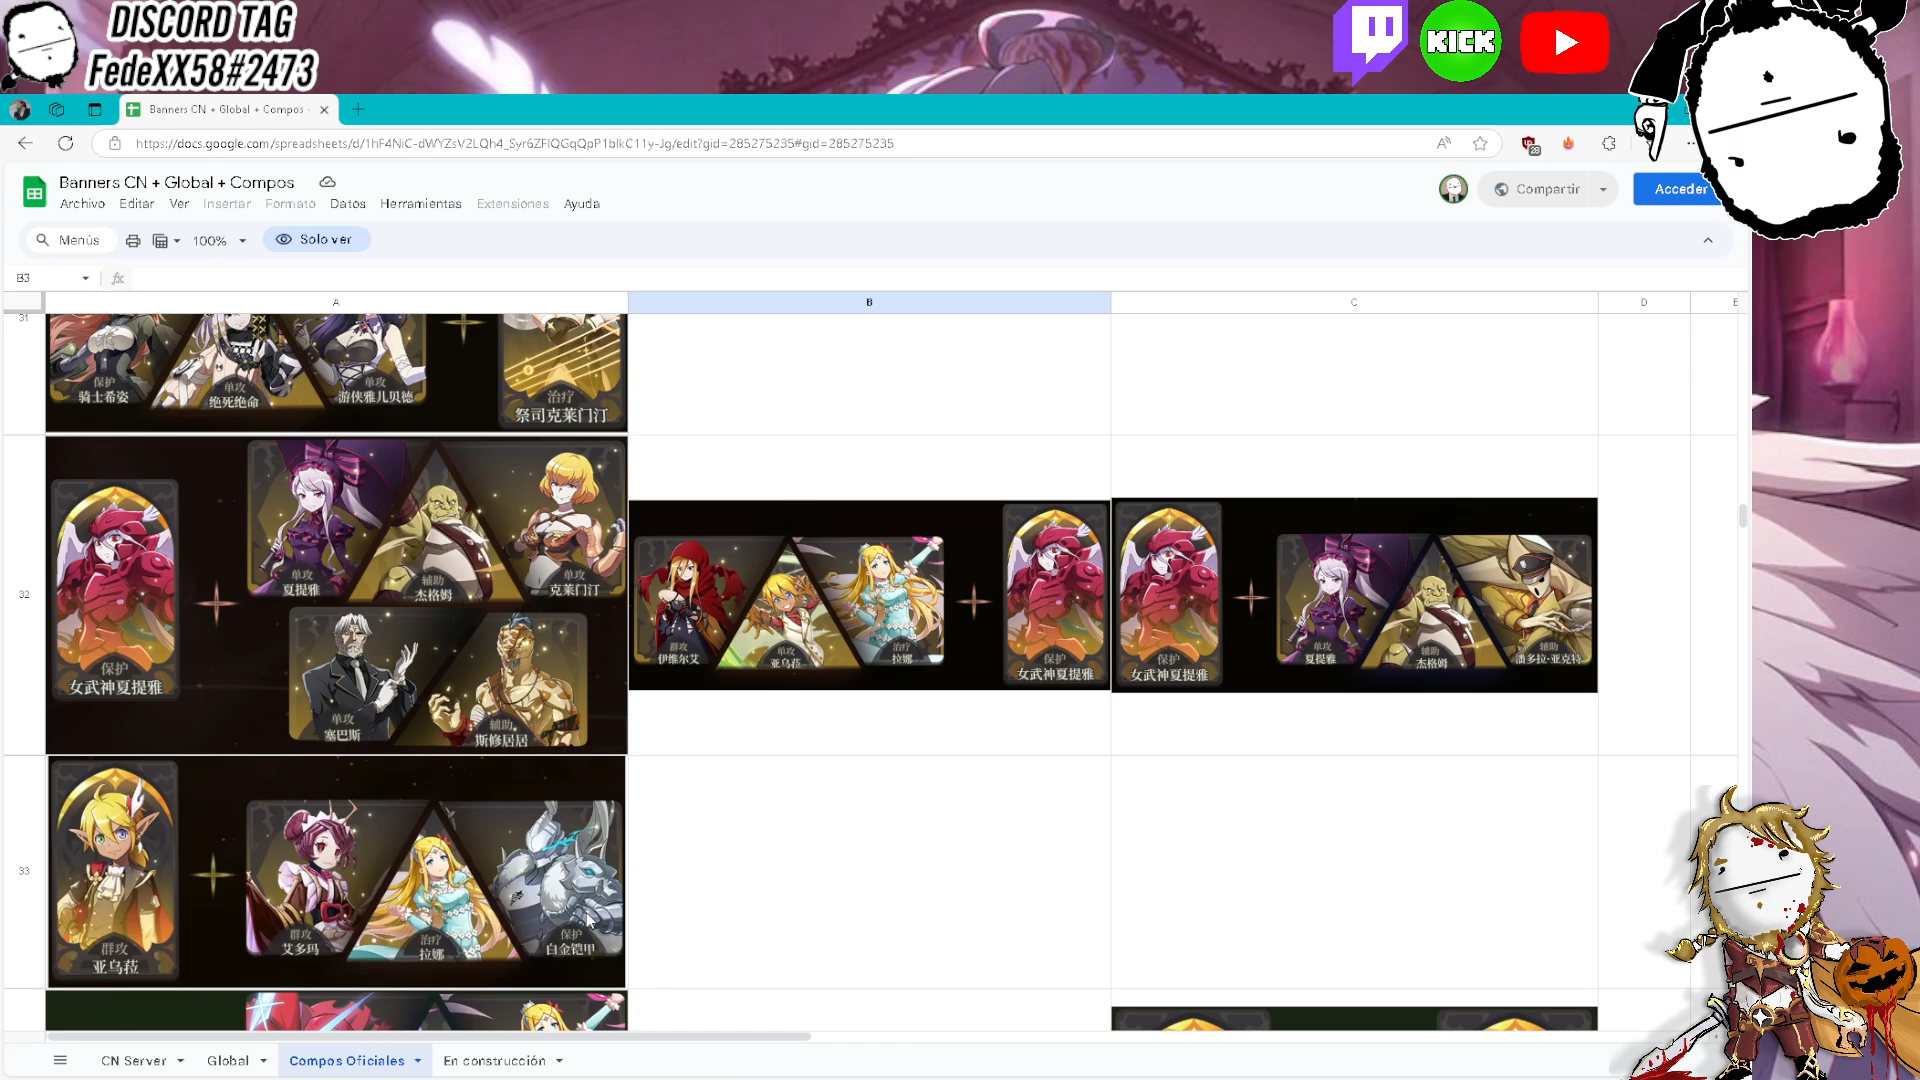 DISCORD TAG
FedeXX58#2473
KICK
Banners CN + Global + Compos -
https://docs.google.com/spreadsheets/d/1hF4NiC-dWYZsV2LQh4_Syr6ZFlQGqQpP1blkC11y-Jg/edit?gid=285275235#gid=285275235
28
Banners CN + Global + Compos
Archivo Editar Ver Insertar Formato Datos Herramientas Extensiones Ayuda
Compartir
Acceder
Menús 100% Solo ver
B3 fx
A B C D E
31
保护
骑士希姿
单攻
绝死绝命
单攻
游侠雅儿贝德
治疗
祭司克莱门汀
32
保护
女武神夏提雅
单攻
夏提雅
辅助
杰格姆
单攻
克莱门汀
单攻
塞巴斯
辅助
斯修居居
群攻
伊维尔艾
单攻
亚乌菈
治疗
拉娜
保护
女武神夏提雅
保护
女武神夏提雅
单攻
夏提雅
辅助
杰格姆
辅助
潘多拉·亚克特
33
群攻
亚乌菈
群攻
艾多玛
治疗
拉娜
保护
白金铠甲
CN Server Global Compos Oficiales En construcción